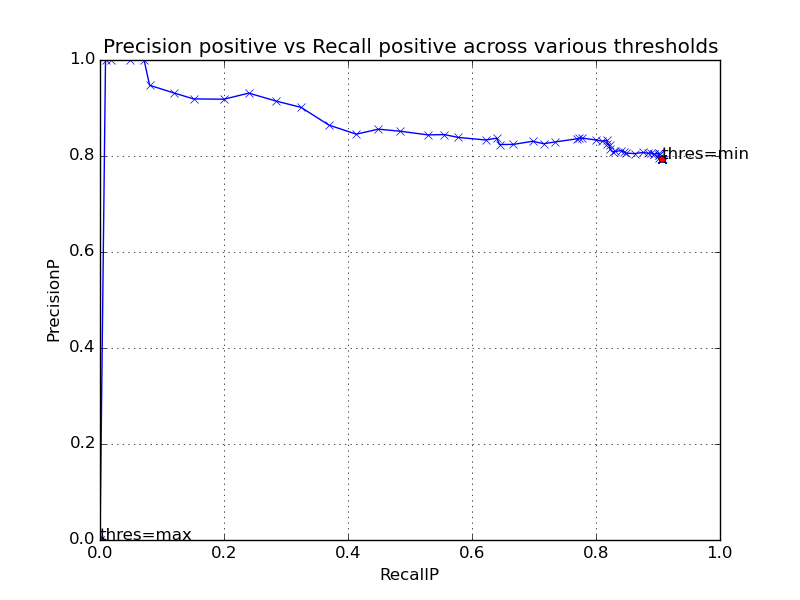 Precision positive vs Recall positive across various thresholds
1.0
0.8
0.6
0.4
0.2
0.0
PrecisionP
thres=min
thres=max
0.0 0.2 0.4 0.6 0.8 1.0
RecallP